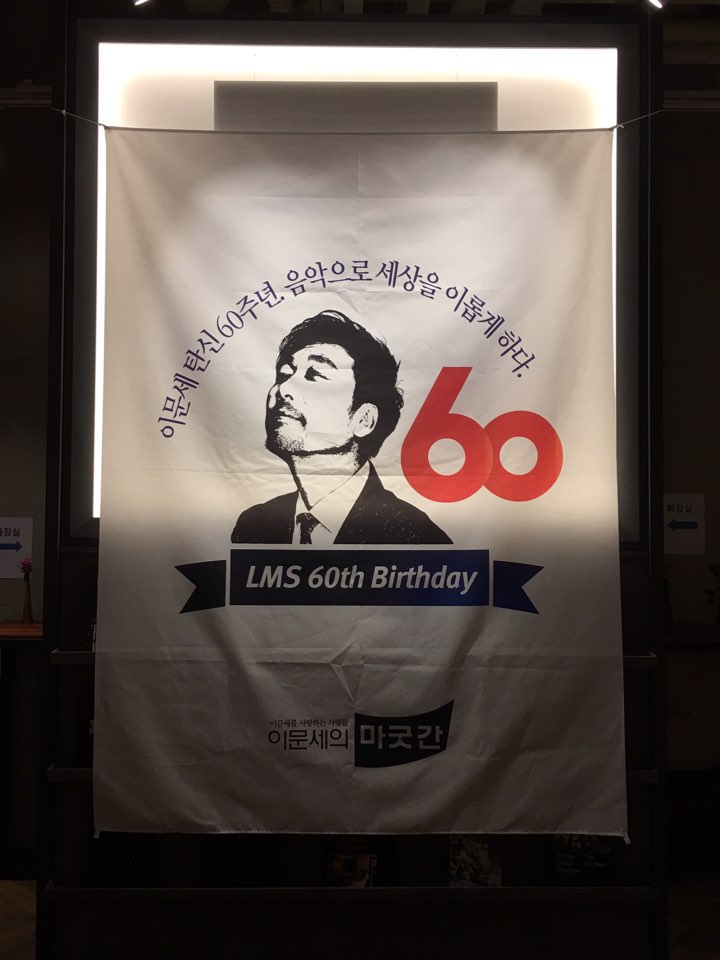 이문세 탄신 60주년, 음악으로 세상을 이롭게 하다.
60
LMS 60th Birthday
이문세를 사랑하는 사람들
이문세의 마굿간
화장실
화장실